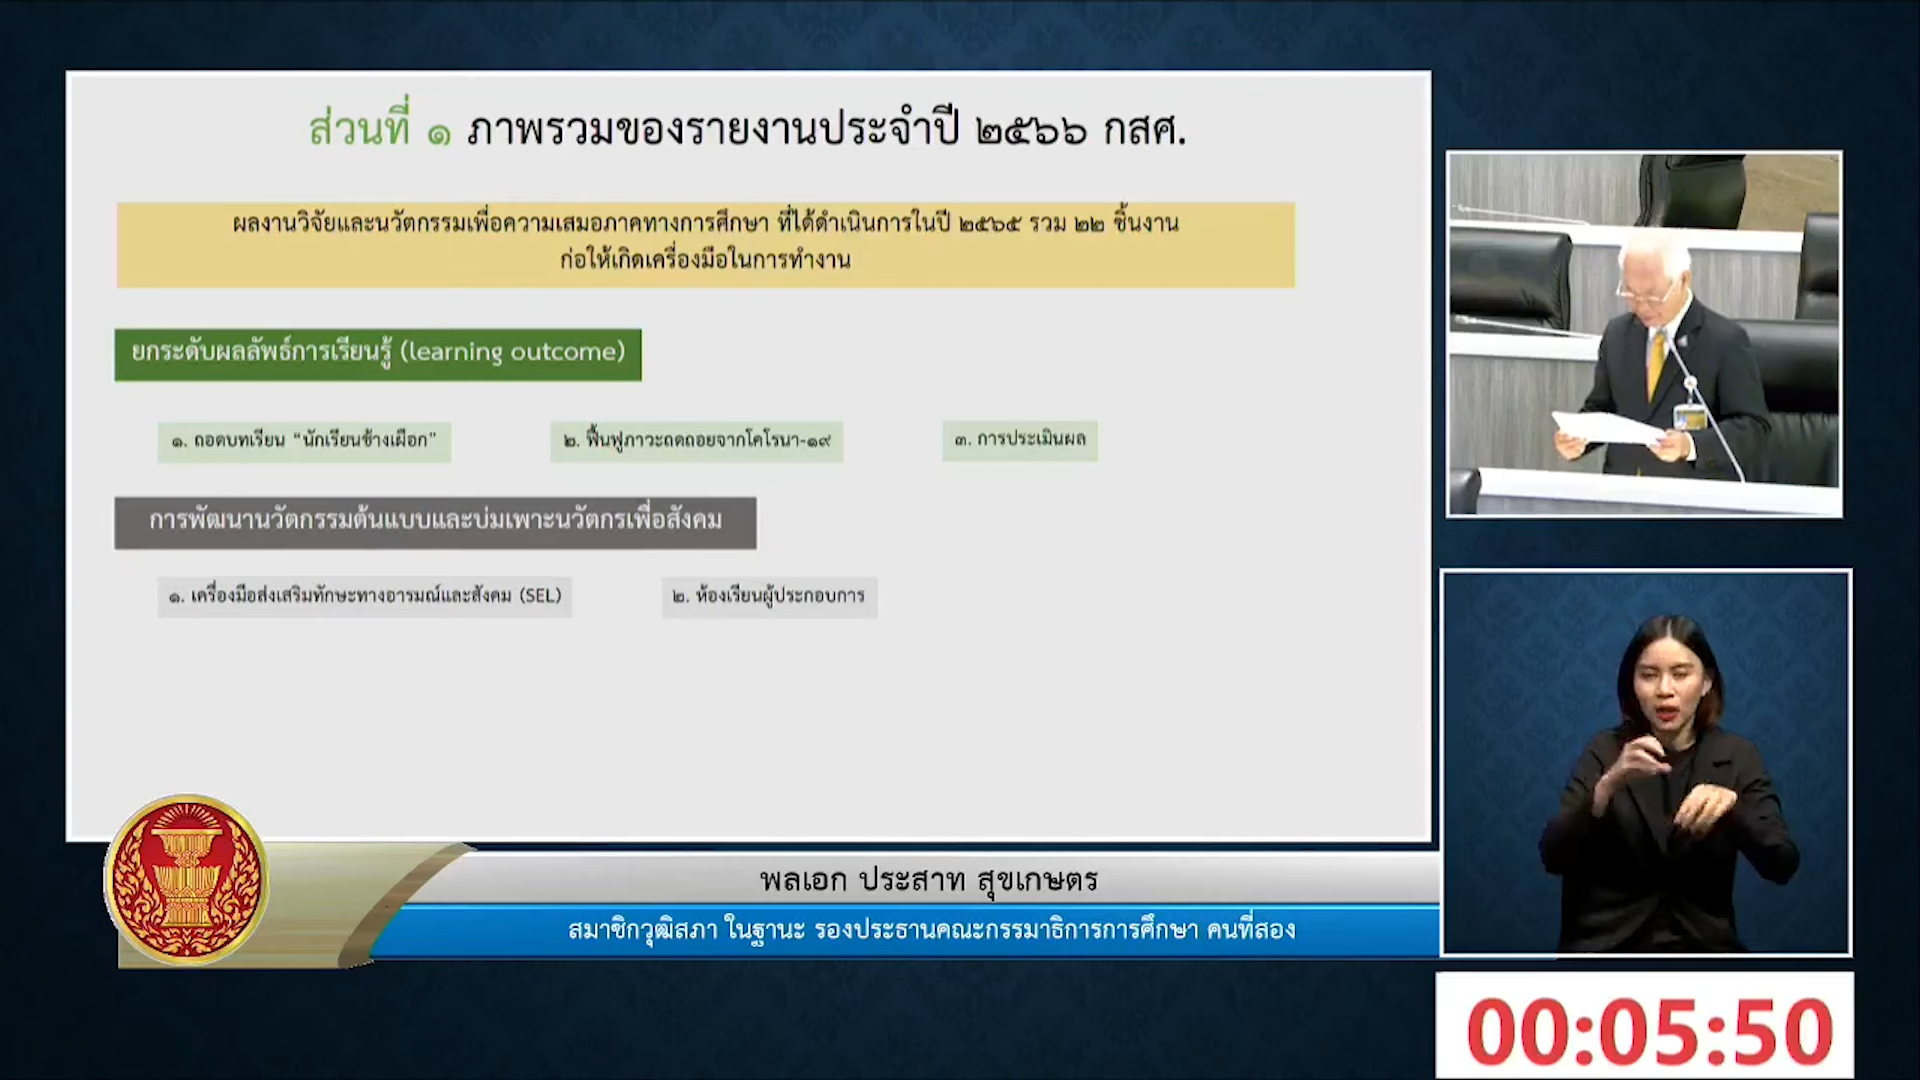 ส่วนที่ ๑ ภาพรวมของรายงานประจำปี ๒๕๖๖ กสศ.
ผลงานวิจัยและนวัตกรรมเพื่อความเสมอภาคทางการศึกษา ที่ได้ดำเนินการในปี ๒๕๖๕ รวม ๒๒ ชิ้นงาน
ก่อให้เกิดเครื่องมือในการทำงาน
ยกระดับผลลัพธ์การเรียนรู้ (learning outcome)
๑. ถอดบทเรียน “นักเรียนช้างเผือก”
๒. ฟื้นฟูภาวะถดถอยจากโคโรนา-๑๙
๓. การประเมินผล
การพัฒนานวัตกรรมต้นแบบและบ่มเพาะนวัตกรเพื่อสังคม
๑. เครื่องมือส่งเสริมทักษะทางอารมณ์และสังคม (SEL)
๒. ห้องเรียนผู้ประกอบการ
พลเอก ประสาท สุขเกษตร
สมาชิกวุฒิสภา ในฐานะ รองประธานคณะกรรมาธิการการศึกษา คนที่สอง
00:05:50